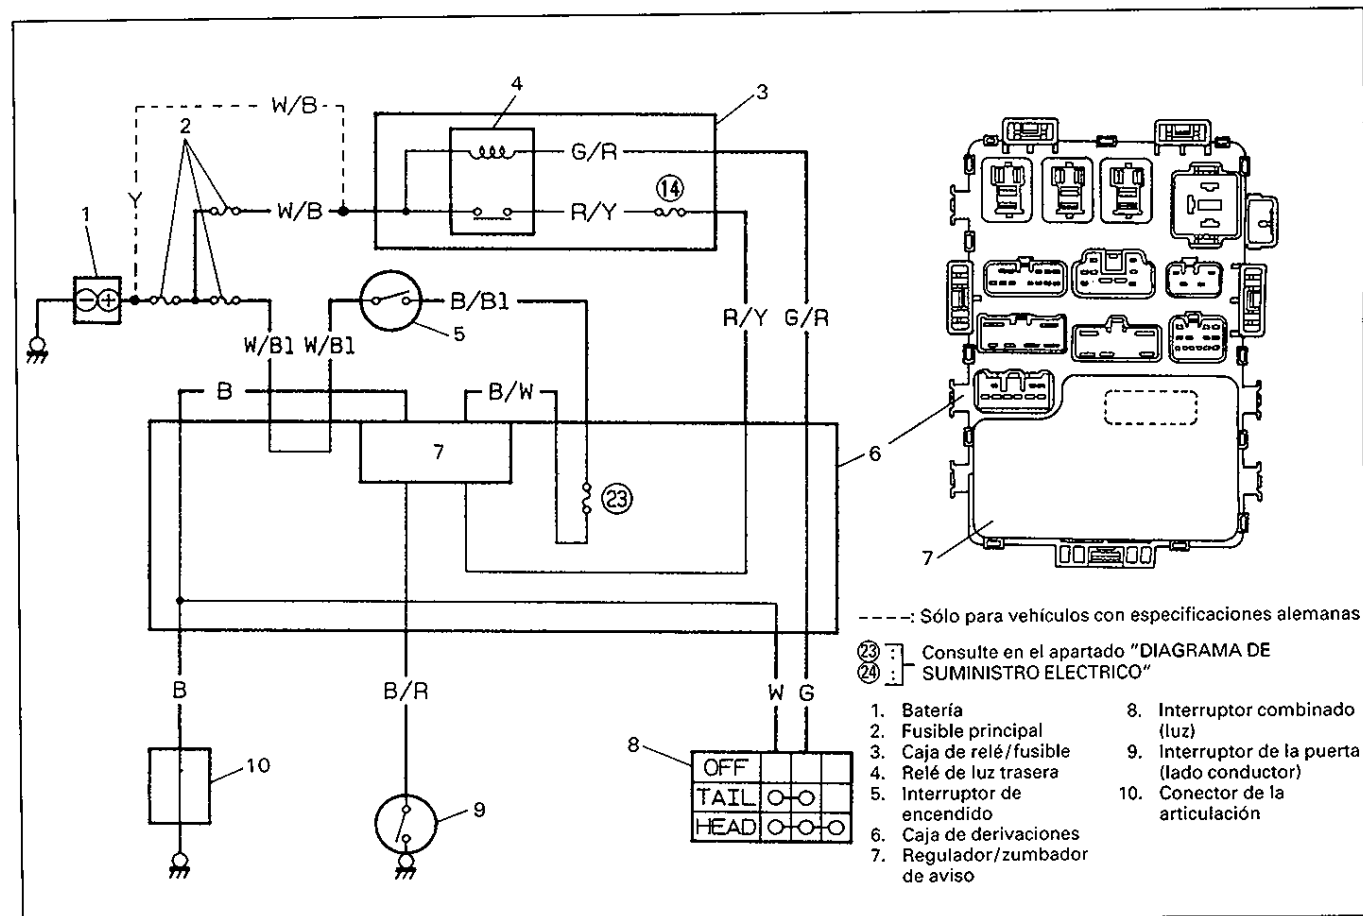 W/B
4
3
2
G/R
14
Y
W/B
R/Y
1
B/Bl
R/Y
G/R
5
W/Bl
W/Bl
B
B/W
7
6
23
7
----: Sólo para vehículos con especificaciones alemanas
23 :
24 :
Consulte en el apartado "DIAGRAMA DE
SUMINISTRO ELECTRICO"
B
B/R
W
G
1. Batería
2. Fusible principal
3. Caja de relé/fusible
4. Relé de luz trasera
5. Interruptor de
encendido
6. Caja de derivaciones
7. Regulador/zumbador
de aviso
8. Interruptor combinado
(luz)
9. Interruptor de la puerta
(lado conductor)
10. Conector de la
articulación
8
OFF
TAIL
HEAD
10
9